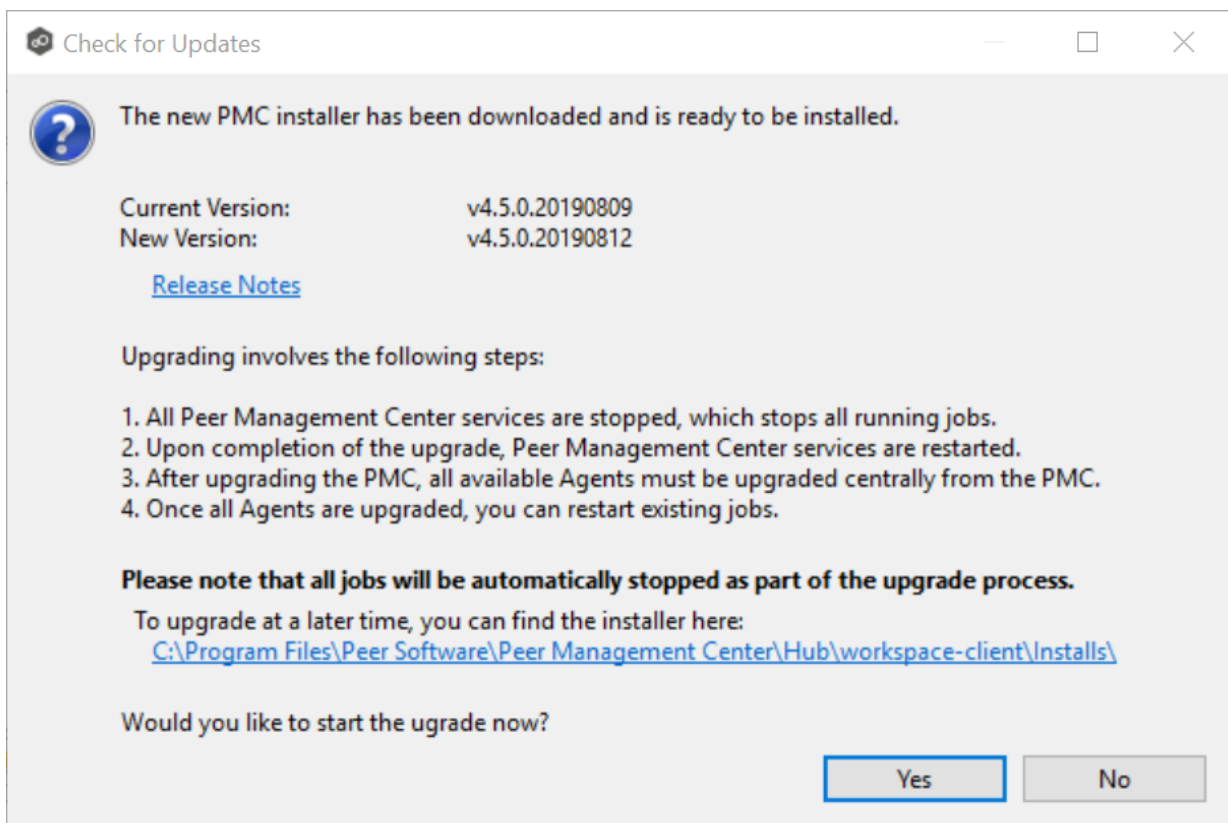 Check for Updates
The new PMC installer has been downloaded and is ready to be installed.
Current Version: v4.5.0.20190809
New Version: v4.5.0.20190812
Release Notes
Upgrading involves the following steps:
1. All Peer Management Center services are stopped, which stops all running jobs.
2. Upon completion of the upgrade, Peer Management Center services are restarted.
3. After upgrading the PMC, all available Agents must be upgraded centrally from the PMC.
4. Once all Agents are upgraded, you can restart existing jobs.
Please note that all jobs will be automatically stopped as part of the upgrade process.
To upgrade at a later time, you can find the installer here:
C:\Program Files\Peer Software\Peer Management Center\Hub\workspace-client\Installs\
Would you like to start the ugrade now?
Yes No